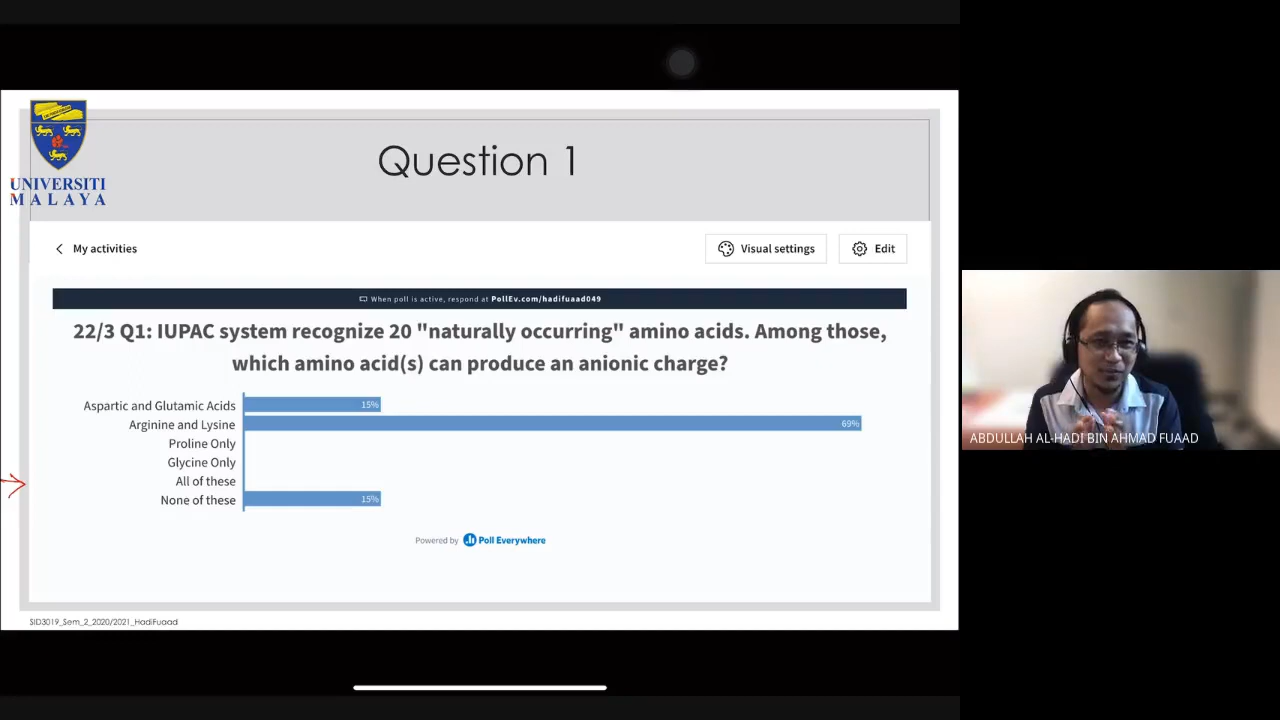 UNIVERSITI
MALAYA
Question 1
My activities
Visual settings
Edit
When poll is active, respond at PollEv.com/hadifuaad049
22/3 Q1: IUPAC system recognize 20 "naturally occurring" amino acids. Among those,
which amino acid(s) can produce an anionic charge?
Aspartic and Glutamic Acids 15%
Arginine and Lysine 69%
Proline Only
Glycine Only
All of these
None of these 15%
Powered by Poll Everywhere
SID3019_Sem_2_2020/2021_HadiFuaad
ABDULLAH AL-HADI BIN AHMAD FUAAD